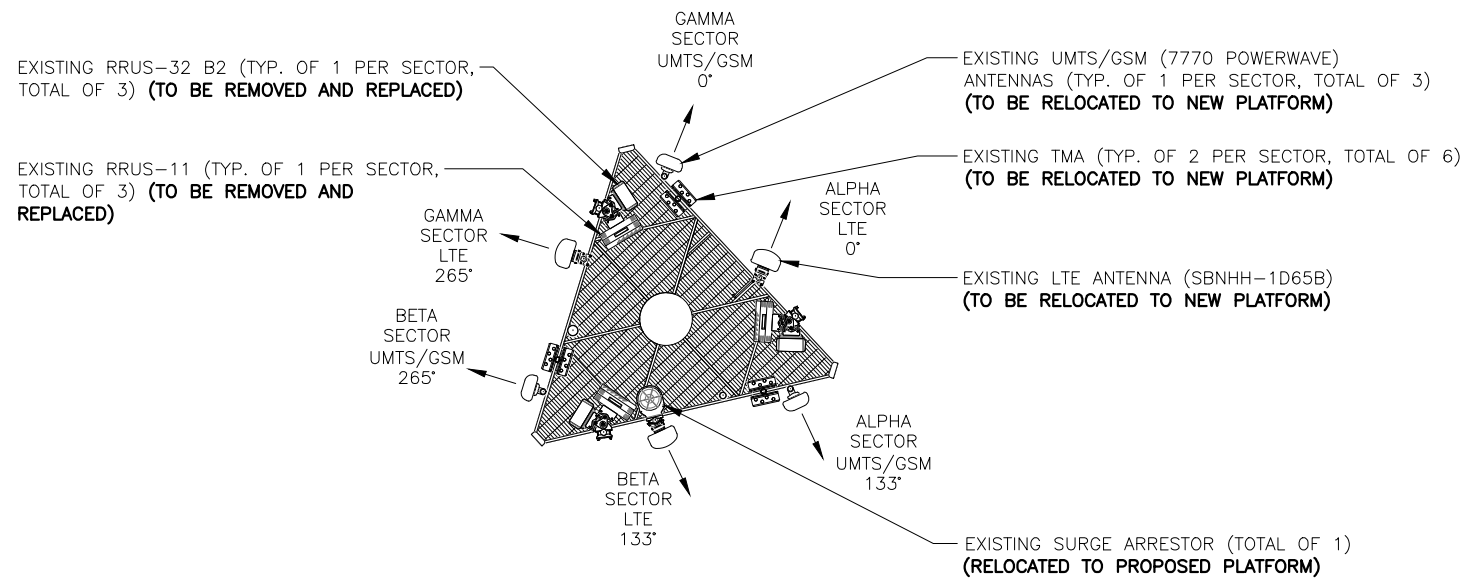 GAMMA
SECTOR
UMTS/GSM
0°
EXISTING RRUS-32 B2 (TYP. OF 1 PER SECTOR,
TOTAL OF 3) (TO BE REMOVED AND REPLACED)
EXISTING UMTS/GSM (7770 POWERWAVE)
ANTENNAS (TYP. OF 1 PER SECTOR, TOTAL OF 3)
(TO BE RELOCATED TO NEW PLATFORM)
EXISTING RRUS-11 (TYP. OF 1 PER SECTOR,
TOTAL OF 3) (TO BE REMOVED AND
REPLACED)
EXISTING TMA (TYP. OF 2 PER SECTOR, TOTAL OF 6)
(TO BE RELOCATED TO NEW PLATFORM)
ALPHA
SECTOR
LTE
0°
GAMMA
SECTOR
LTE
265°
EXISTING LTE ANTENNA (SBNHH-1D65B)
(TO BE RELOCATED TO NEW PLATFORM)
BETA
SECTOR
UMTS/GSM
265°
ALPHA
SECTOR
UMTS/GSM
133°
BETA
SECTOR
LTE
133°
EXISTING SURGE ARRESTOR (TOTAL OF 1)
(RELOCATED TO PROPOSED PLATFORM)